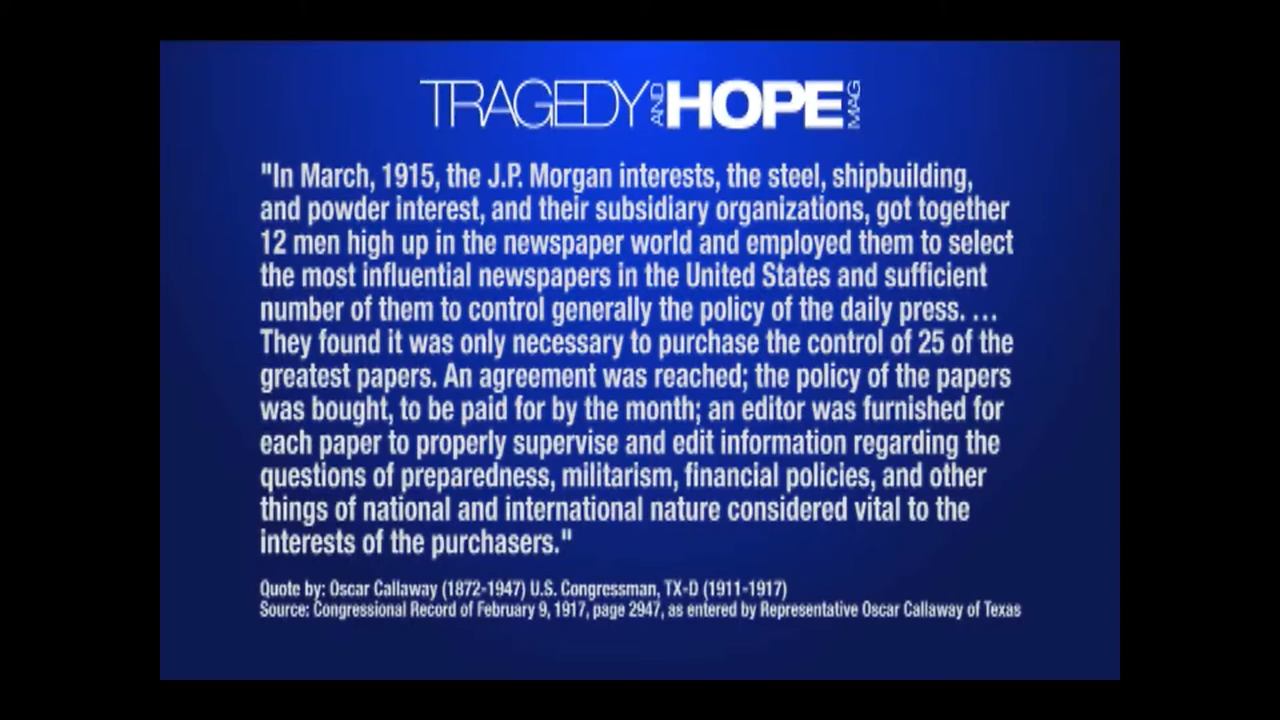 TRAGEDY AND HOPE MAG
"In March, 1915, the J.P. Morgan interests, the steel, shipbuilding,
and powder interest, and their subsidiary organizations, got together
12 men high up in the newspaper world and employed them to select
the most influential newspapers in the United States and sufficient
number of them to control generally the policy of the daily press. ...
They found it was only necessary to purchase the control of 25 of the
greatest papers. An agreement was reached; the policy of the papers
was bought, to be paid for by the month; an editor was furnished for
each paper to properly supervise and edit information regarding the
questions of preparedness, militarism, financial policies, and other
things of national and international nature considered vital to the
interests of the purchasers."
Quote by: Oscar Callaway (1872-1947) U.S. Congressman, TX-D (1911-1917)
Source: Congressional Record of February 9, 1917, page 2947, as entered by Representative Oscar Callaway of Texas